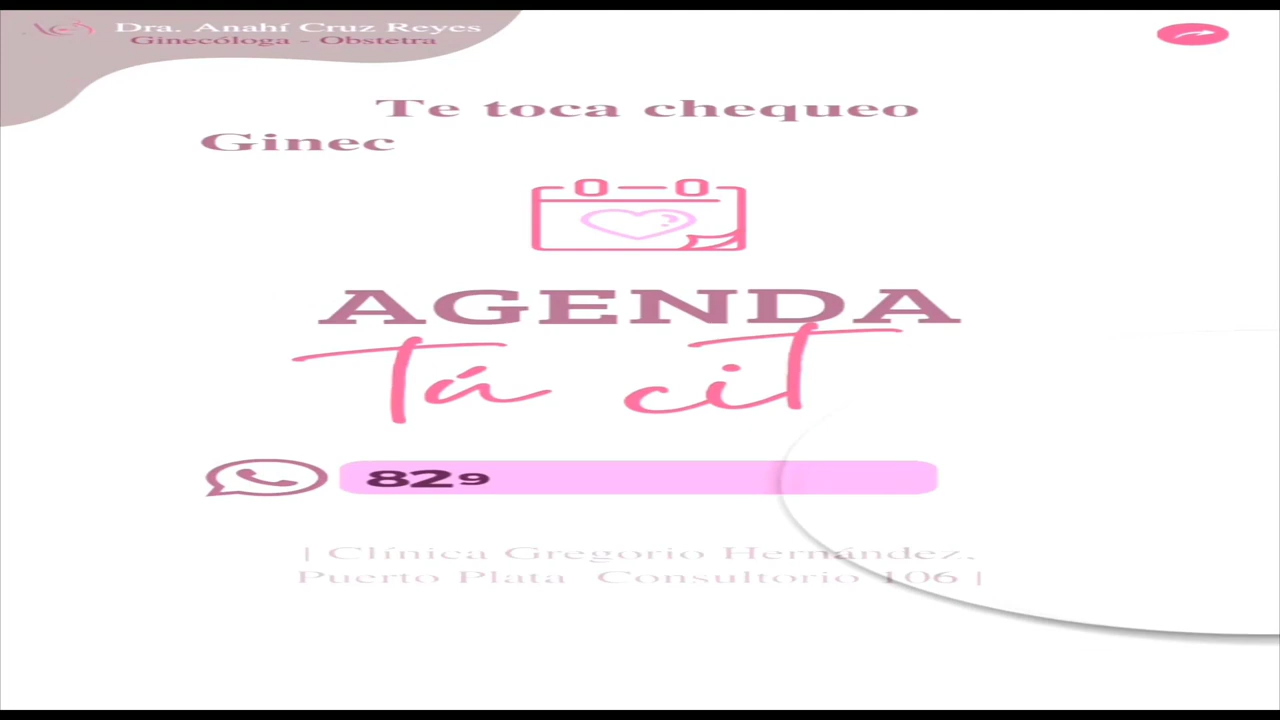 Dra. Anahí Cruz Reyes
Ginecóloga - Obstetra
Te toca chequeo
Ginec
AGENDA
tá cit
829
| Clínica Gregorio Hernández.
Puerto Plata Consultorio 106 |